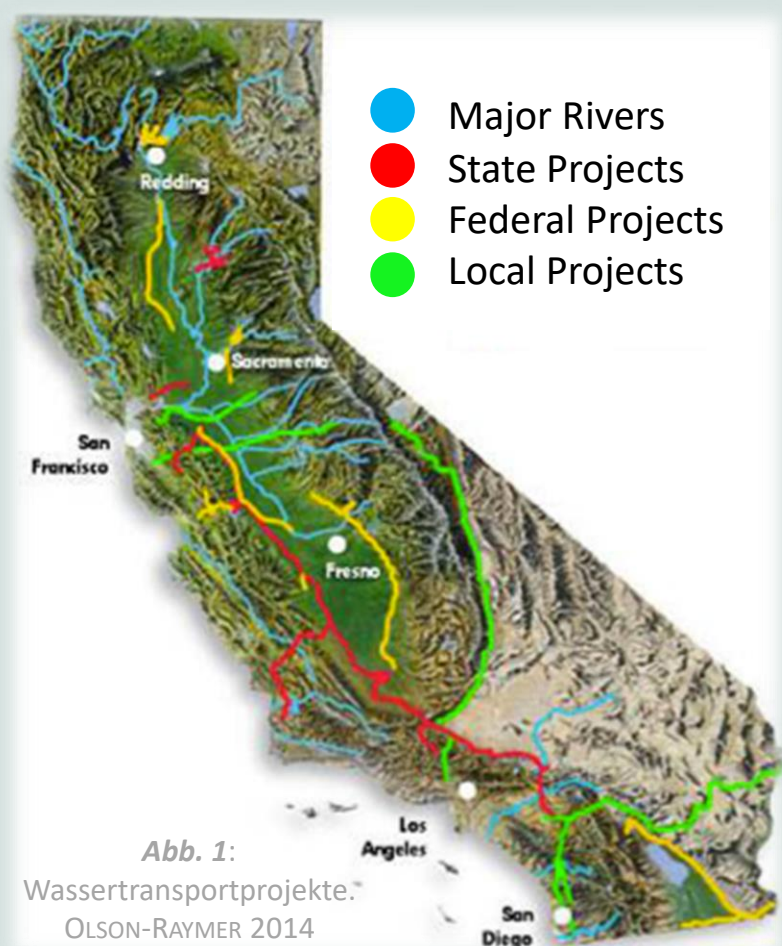 Major Rivers
State Projects
Federal Projects
Local Projects
Redding
Sacramento
San
Francisco
Fresno
Los
Angeles
San
Diego
Abb. 1:
Wassertransportprojekte.
OLSON-RAYMER 2014